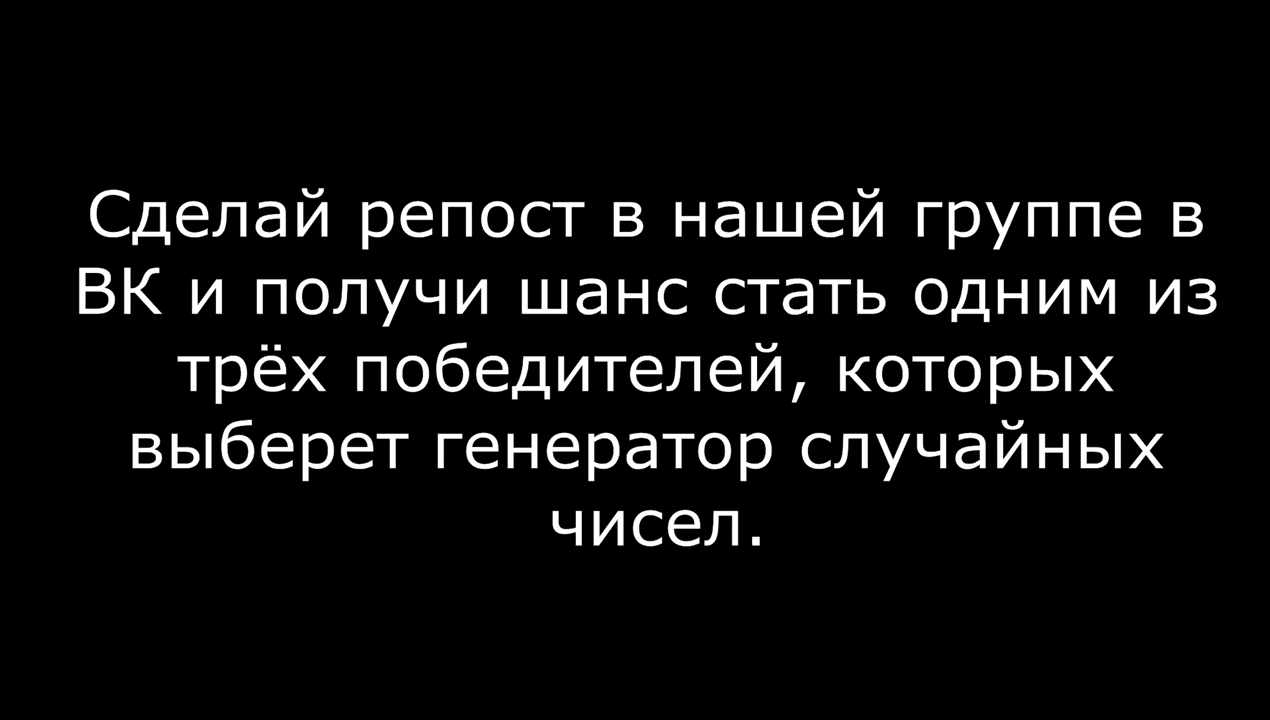 Сделай репост в нашей группе в
ВК и получи шанс стать одним из
трёх победителей, которых
выберет генератор случайных
чисел.